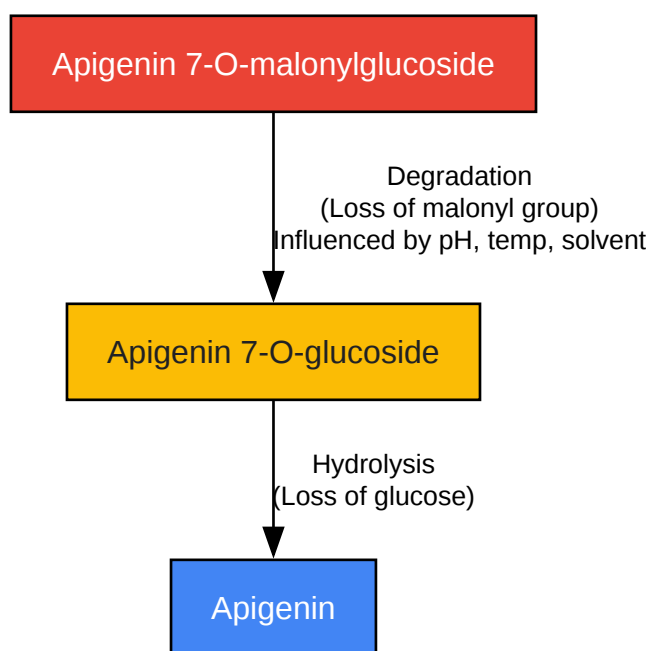 Apigenin 7-O-malonylglucoside
Degradation
(Loss of malonyl group)
Influenced by pH, temp, solvent
Apigenin 7-O-glucoside
Hydrolysis
(Loss of glucose)
Apigenin